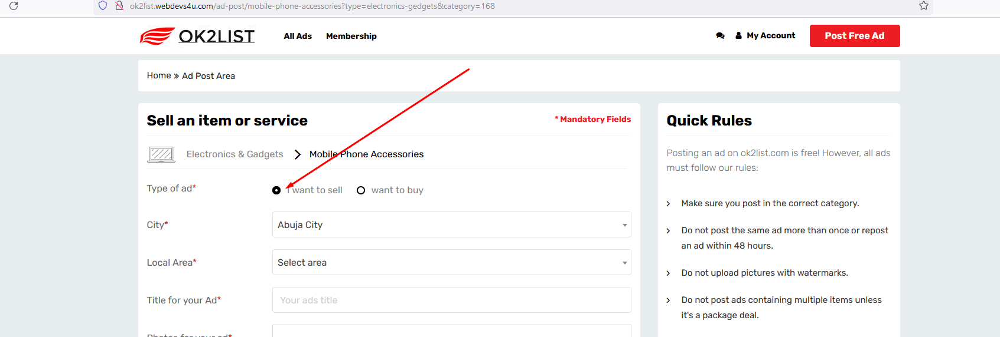 ok2list.webdevs4u.com/ad-post/mobile-phone-accessories?type=electronics-gedgets&category=168
OK2LIST All Ads Membership My Account Post Free Ad
Home » Ad Post Area
Sell an item or service * Mandatory Fields
Electronics & Gadgets > Mobile Phone Accessories
Type of ad* I want to sell want to buy
City* Abuja City
Local Area* Select area
Title for your Ad* Your ads title
Photos for your ad*
Quick Rules
Posting an ad on ok2list.com is free! However, all ads
must follow our rules:
Make sure you post in the correct category.
Do not post the same ad more than once or repost
an ad within 48 hours.
Do not upload pictures with watermarks.
Do not post ads containing multiple items unless
it's a package deal.